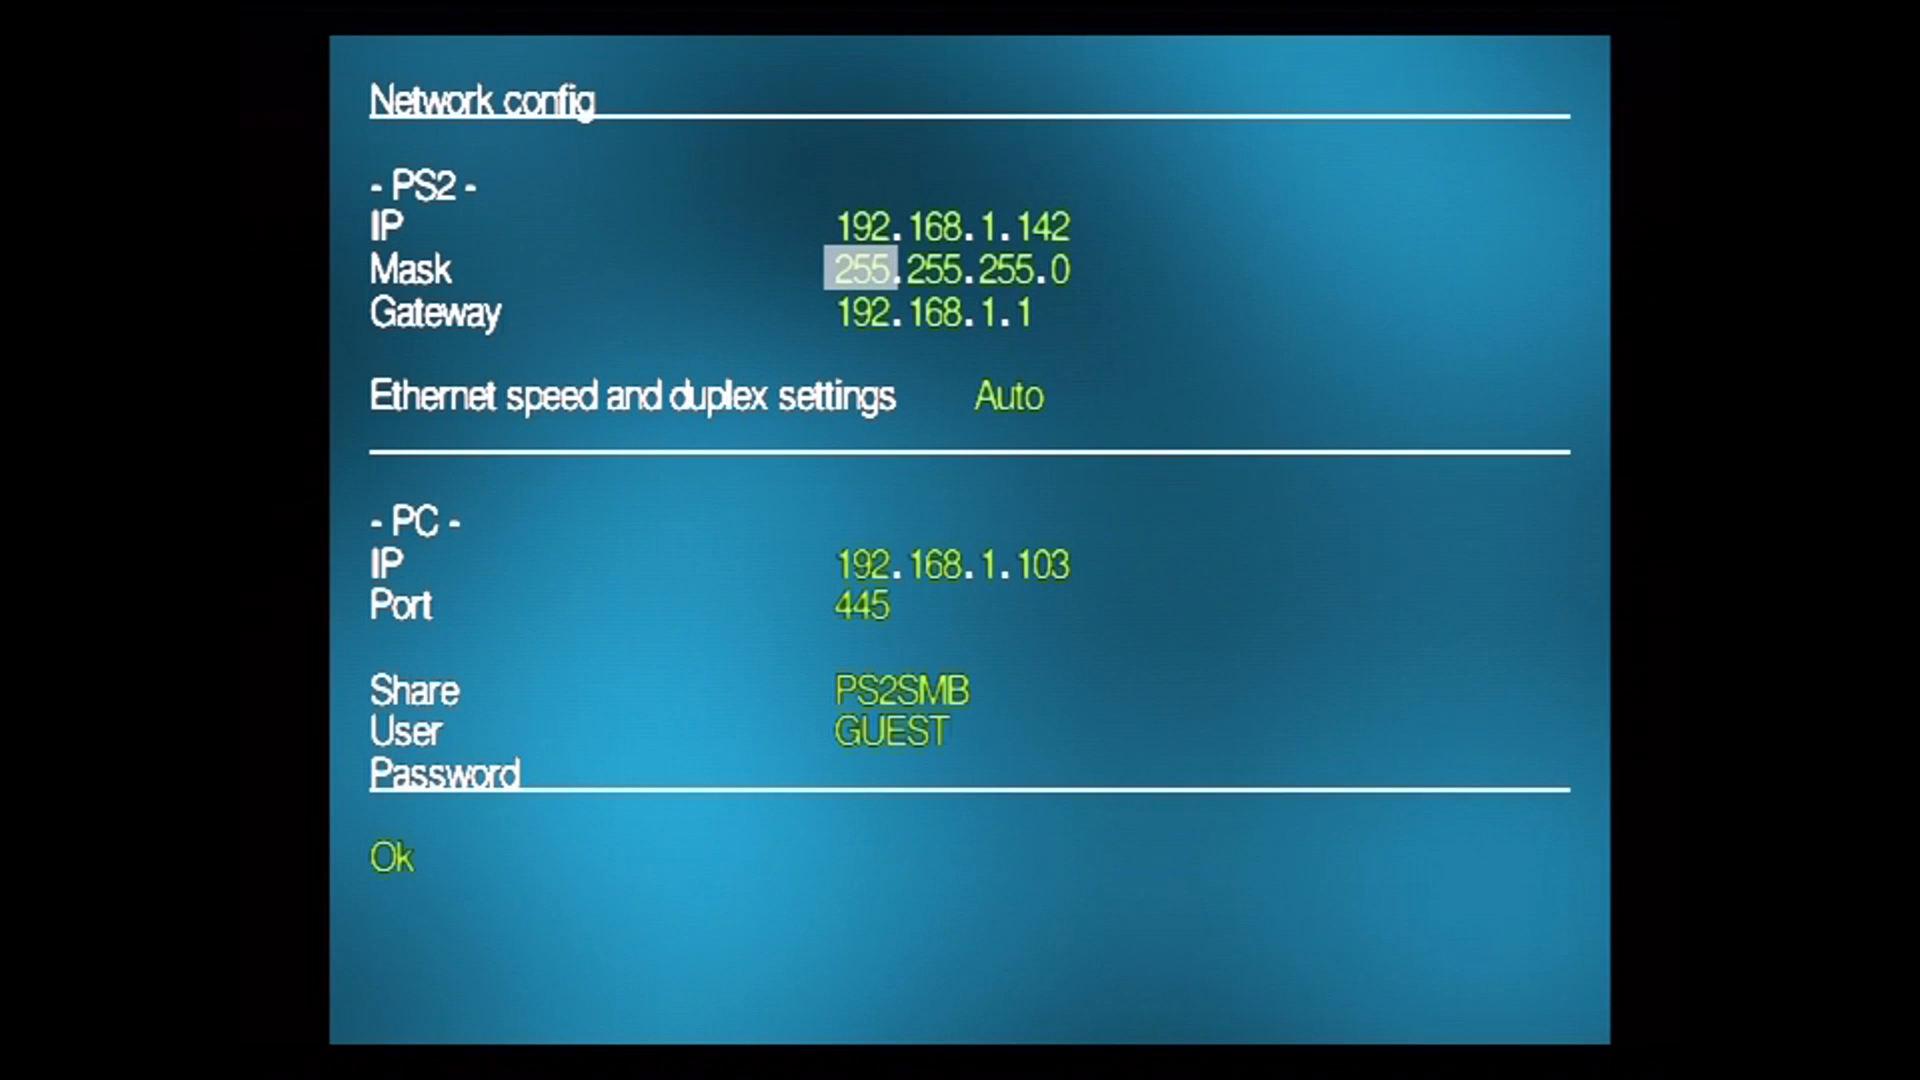 Network config
- PS2 -
IP 192.168.1.142
Mask 255.255.255.0
Gateway 192.168.1.1
Ethernet speed and duplex settings Auto
- PC -
IP 192.168.1.103
Port 445
Share PS2SMB
User GUEST
Password
Ok